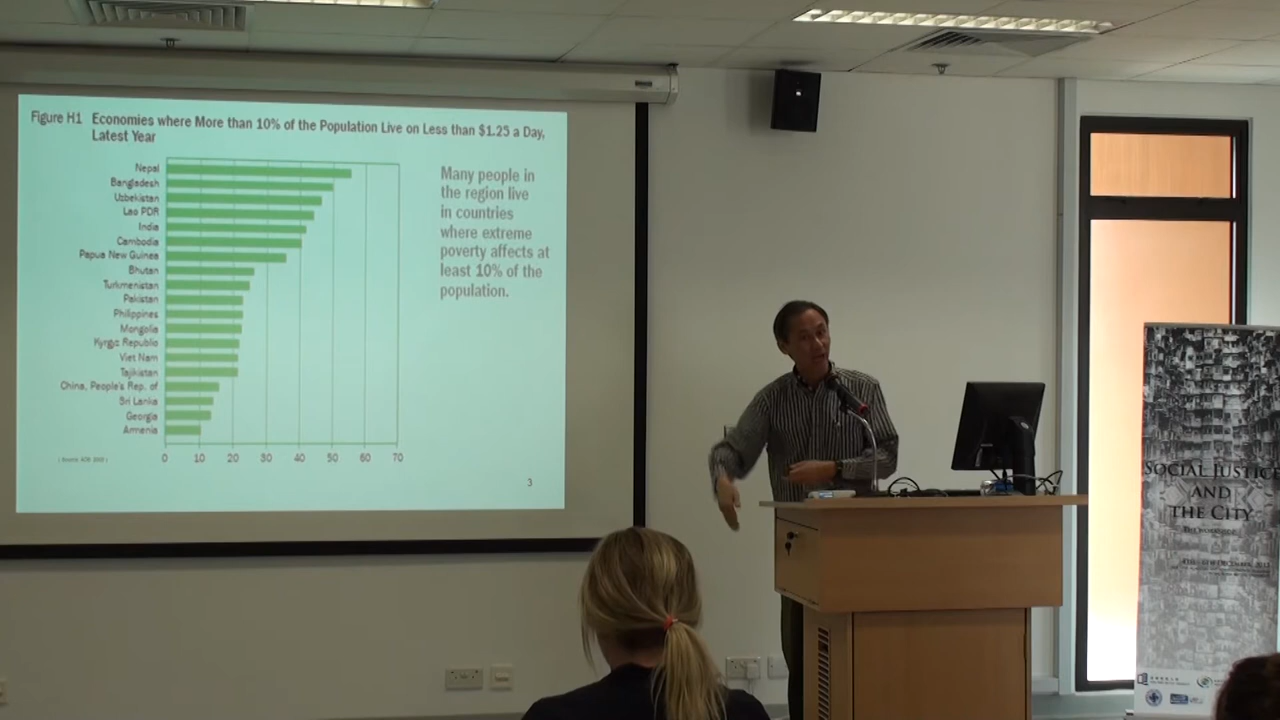 Figure H1 Economies where More than 10% of the Population Live on Less than $1.25 a Day,
Latest Year
Nepal
Bangladesh
Uzbekistan
Lao PDR
India
Cambodia
Papua New Guinea
Bhutan
Turkmenistan
Pakistan
Philippines
Mongolia
Kyrgyz Republic
Viet Nam
Tajikistan
China, People's Rep. of
Sri Lanka
Georgia
Armenia
0 10 20 30 40 50 60 70
Many people in
the region live
in countries
where extreme
poverty affects at
least 10% of the
population.
3
SOCIAL JUSTICE
AND
THE CITY